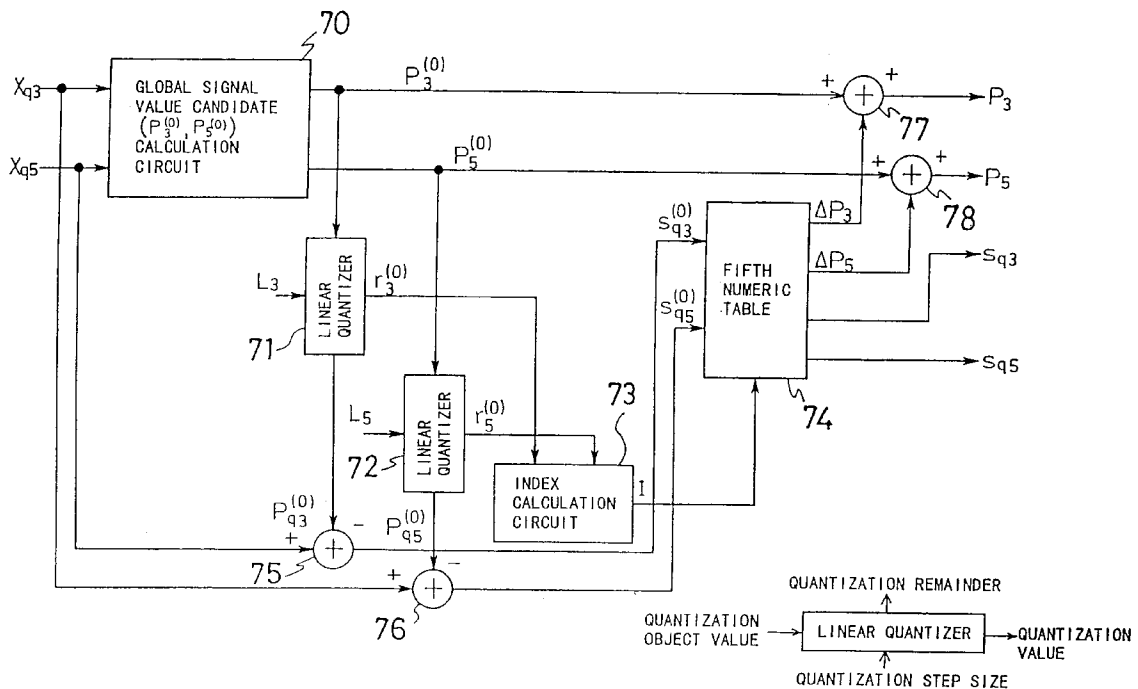 70
Xq3
GLOBAL SIGNAL
VALUE CANDIDATE
(P3(0), P5(0))
CALCULATION
CIRCUIT
Xq5
P3(0)
+
+
P3
77
P5(0)
+
+
P5
78
ΔP3
ΔP5
sq3(0)
sq5(0)
FIFTH
NUMERIC
TABLE
sq3
sq5
74
L3
LINEAR
QUANTIZER
r3(0)
71
L5
LINEAR
QUANTIZER
r5(0)
72
73
INDEX
CALCULATION
CIRCUIT
I
Pq3(0)
−
+
75
Pq5(0)
−
+
76
QUANTIZATION REMAINDER
QUANTIZATION
OBJECT VALUE
LINEAR QUANTIZER
QUANTIZATION
VALUE
QUANTIZATION STEP SIZE